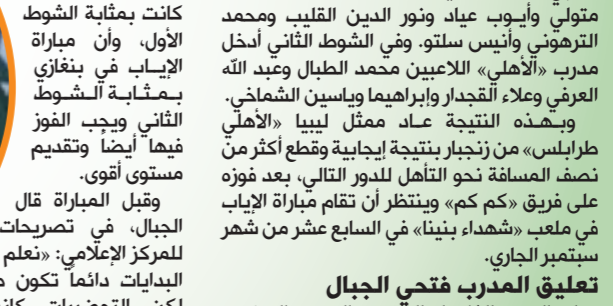 متولي وأيوب عياد ونور الدين القليب ومحمد
الترهوني وأنيس سلتو. وفي الشوط الثاني أدخل
مدرب «الأهلي» اللاعبين محمد الطبال وعبد الله
العرفي وعلاء القجدار وإبراهيما وياسين الشماخي.
وبهذه النتيجة عاد ممثل ليبيا «الأهلي
طرابلس» من زنجبار بنتيجة إيجابية وقطع أكثر من
نصف المسافة نحو التأهل للدور التالي، بعد فوزه
على فريق «كم كم» وينتظر أن تقام مباراة الإياب
في ملعب «شهداء بنينا» في السابع عشر من شهر
سبتمبر الجاري.
تعليق المدرب فتحي الجبال
كانت بمثابة الشوط
الأول، وأن مباراة
الإياب في بنغازي
بمثابة الشوط
الثاني ويجب الفوز
فيها أيضاً وتقديم
مستوى أقوى.
وقبل المباراة قال
الجبال، في تصريحات
للمركز الإعلامي: «نعلم
البدايات دائماً تكون